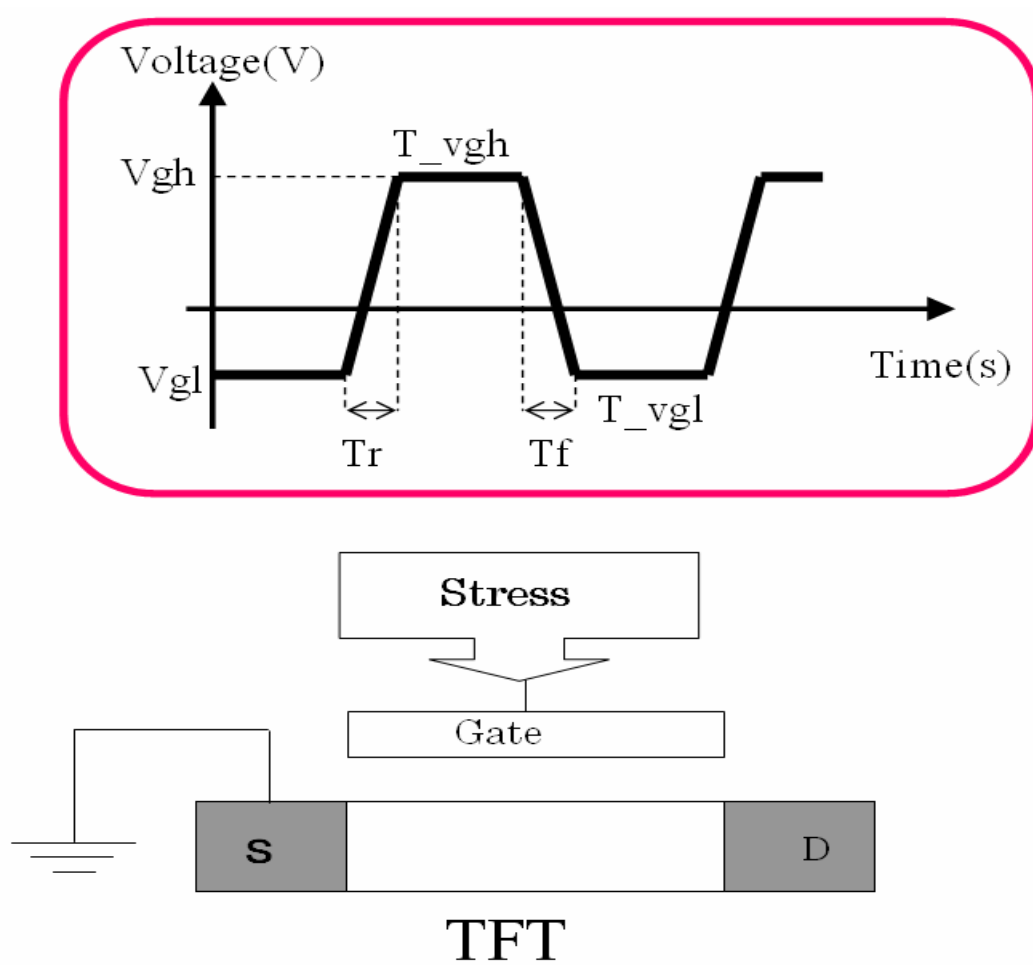 Voltage(V)
T_vgh
Vgh
Vgl
Time(s)
T_vgl
Tr
Tf
Stress
Gate
S
D
TFT